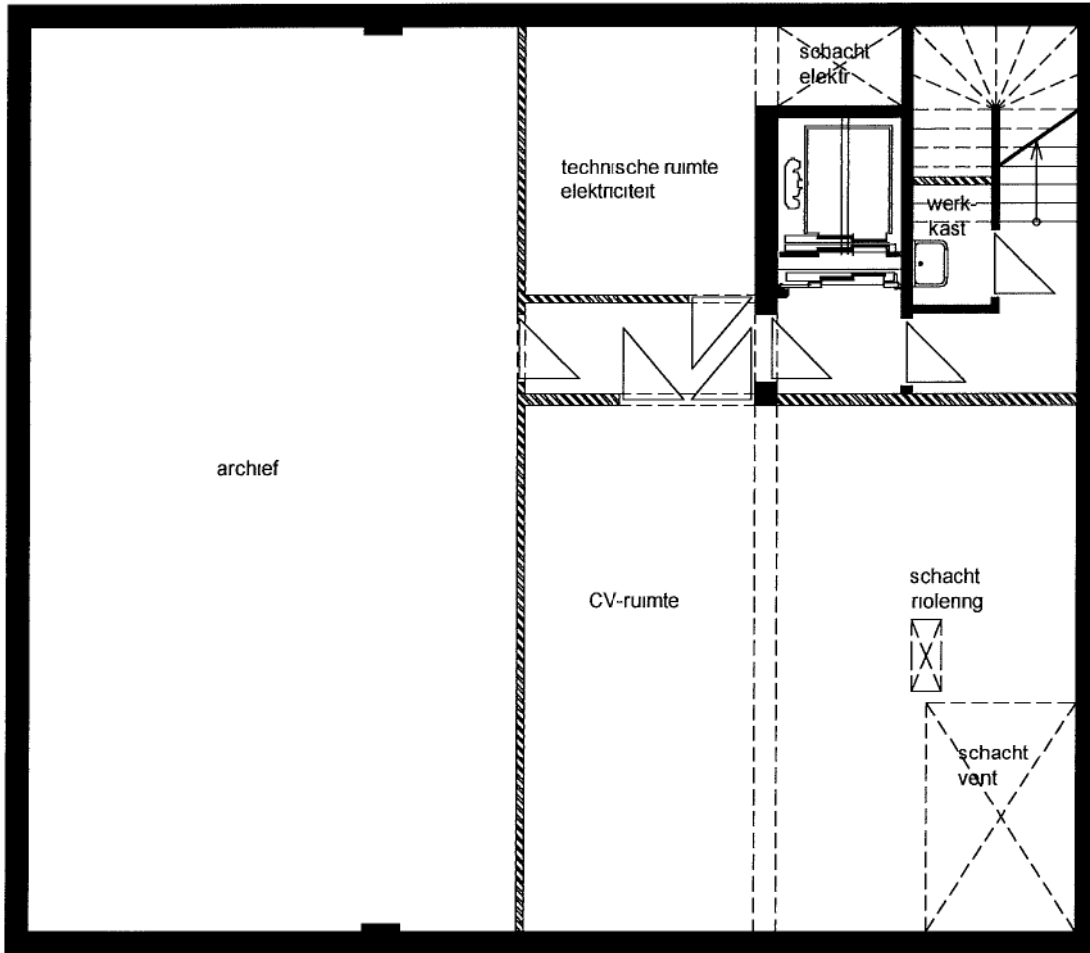 schacht
elektr
technische ruimte
elektriciteit
werk-
kast
archief
CV-ruimte
schacht
riolering
schacht
vent